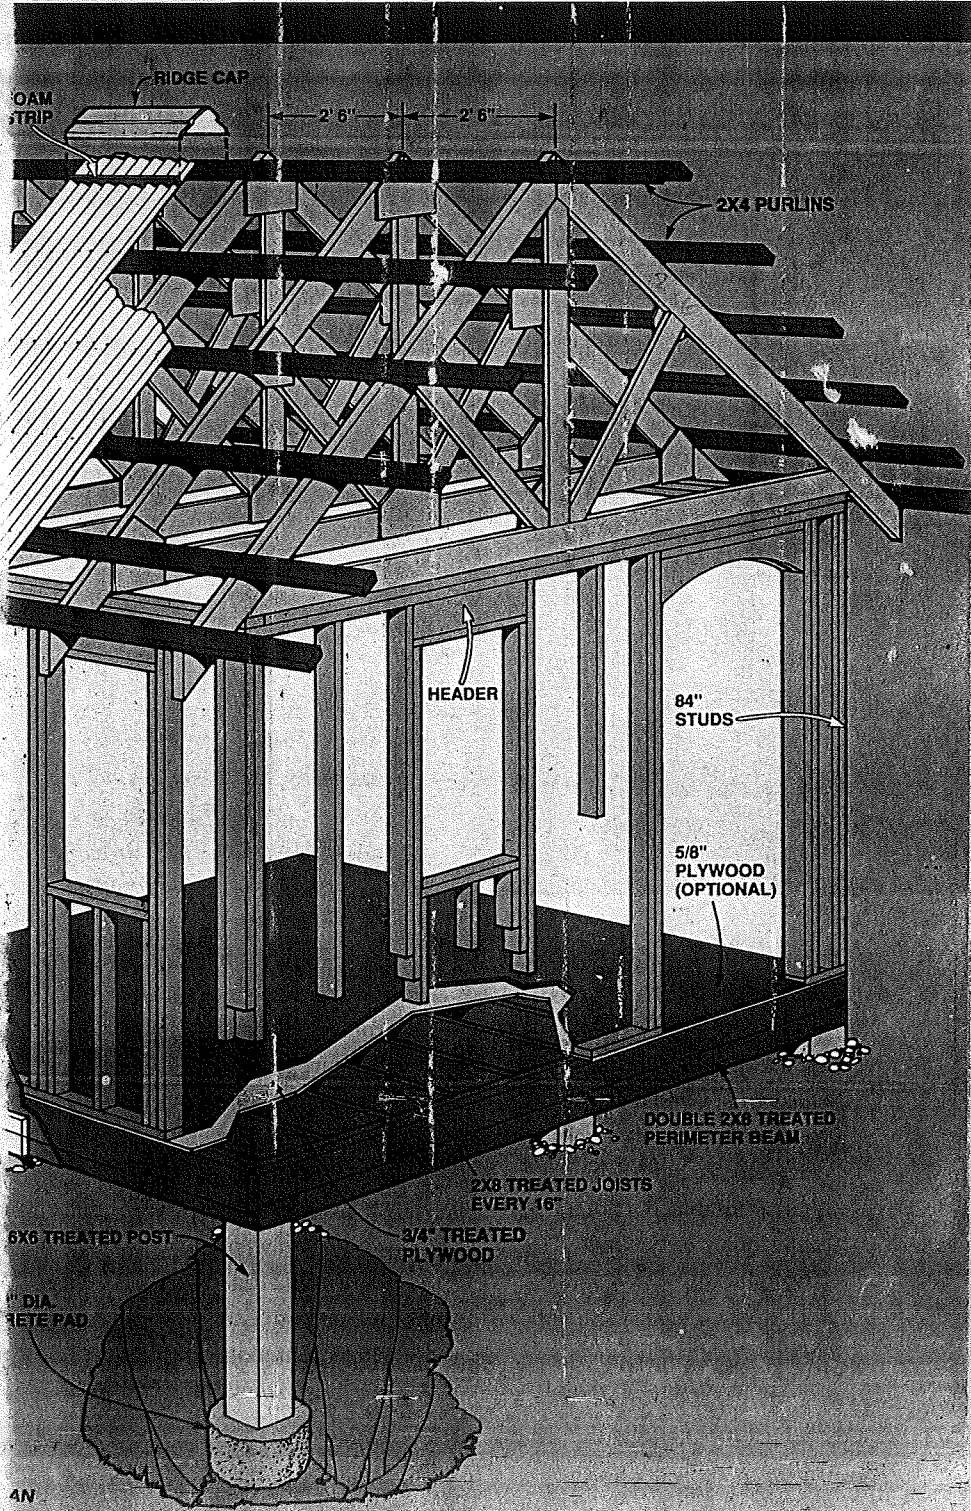 RIDGE CAP
OAM
STRIP
2' 6" 2' 6"
2X4 PURLINS
HEADER
84"
STUDS
5/8"
PLYWOOD
(OPTIONAL)
DOUBLE 2X8 TREATED
PERIMETER BEAM
2X8 TREATED JOISTS
EVERY 16"
6X6 TREATED POST
3/4" TREATED
PLYWOOD
" DIA.
RETE PAD
AN